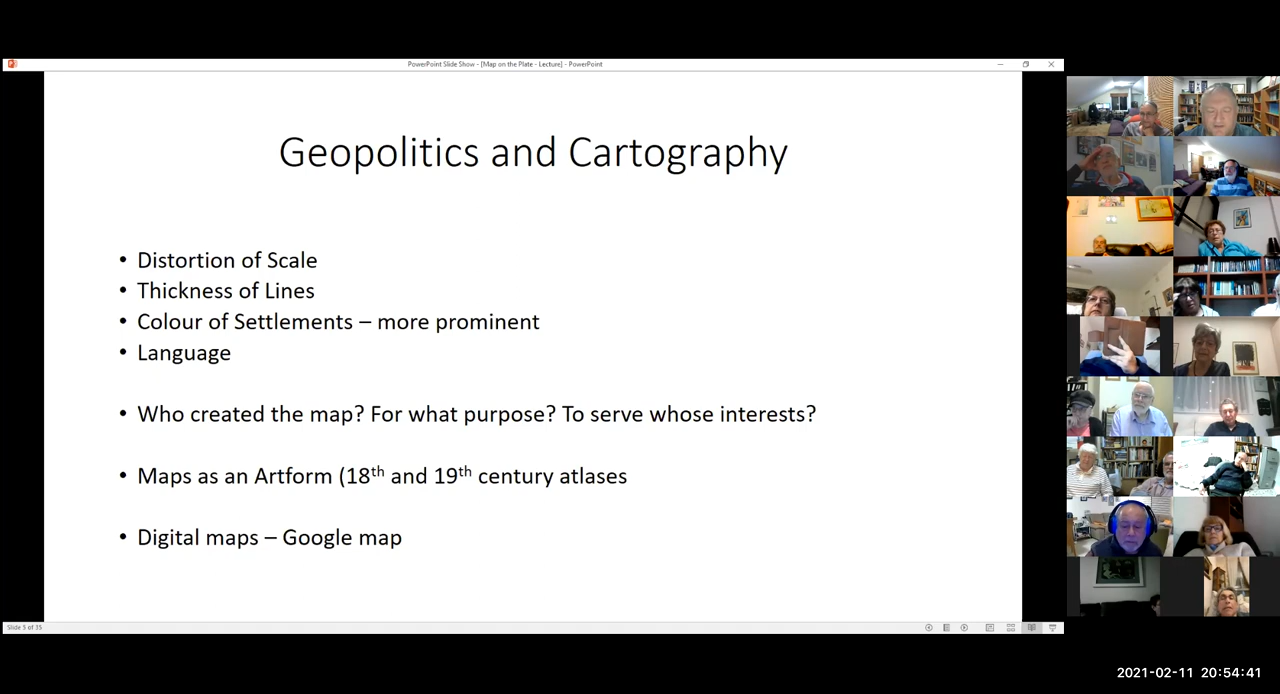 PowerPoint Slide Show - [Map on the Plate - Lecture] - PowerPoint
Geopolitics and Cartography
• Distortion of Scale
• Thickness of Lines
• Colour of Settlements – more prominent
• Language
• Who created the map? For what purpose? To serve whose interests?
• Maps as an Artform (18th and 19th century atlases
• Digital maps – Google map
Slide 5 of 35
2021-02-11 20:54:41